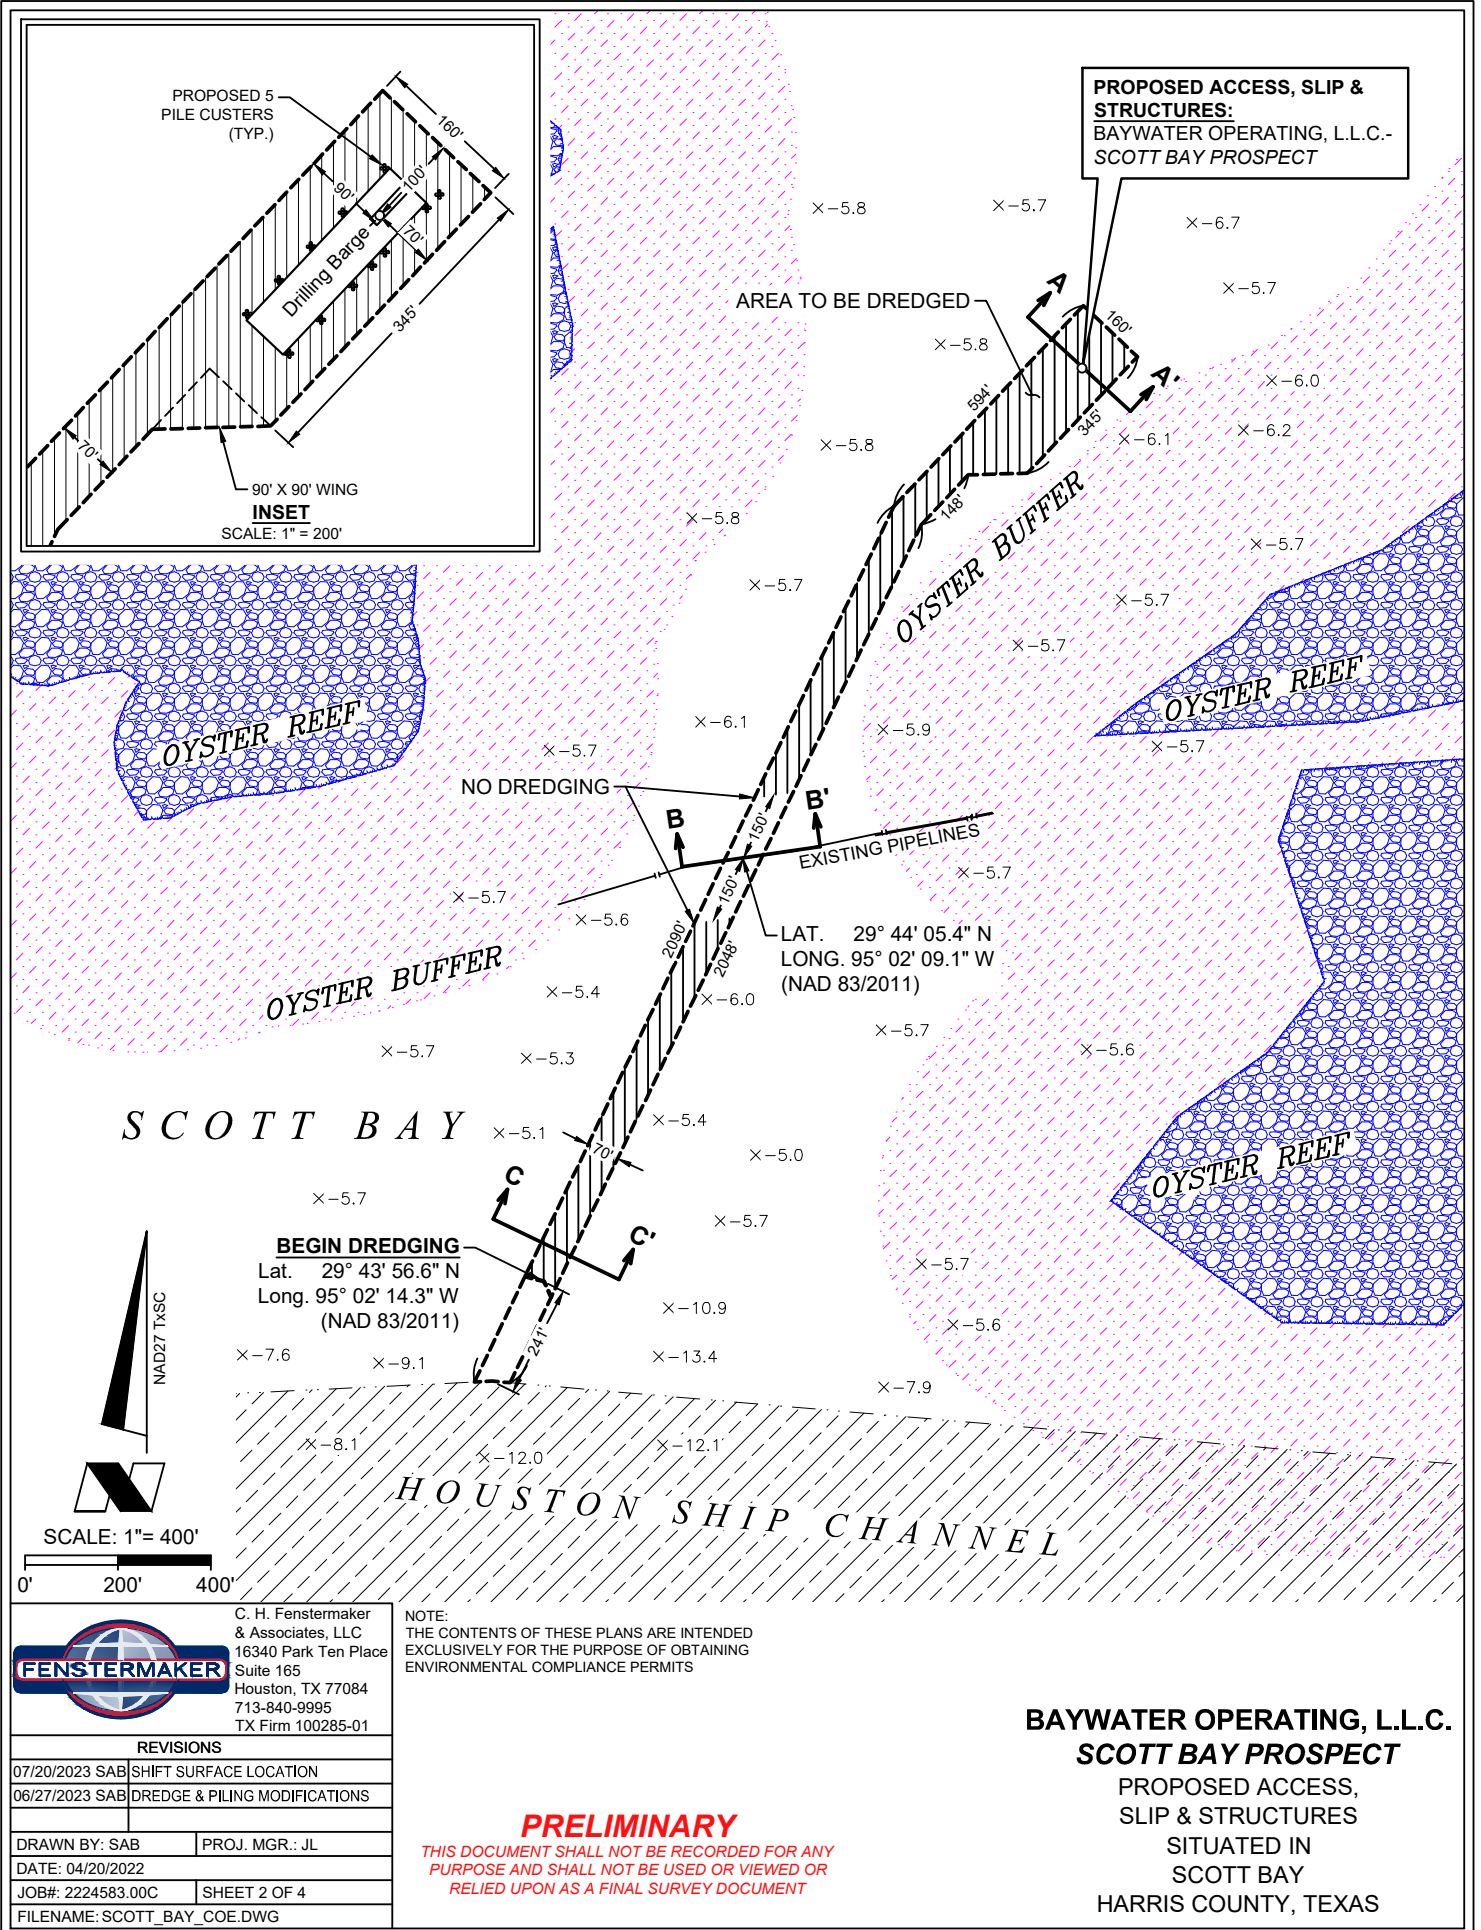 PROPOSED 5
PILE CUSTERS
(TYP.)
160'
90'
100'
70'
Drilling Barge
345'
70'
90' X 90' WING
INSET
SCALE: 1" = 200'
PROPOSED ACCESS, SLIP &
STRUCTURES:
BAYWATER OPERATING, L.L.C.-
SCOTT BAY PROSPECT
×-5.8
×-5.7
×-6.7
×-5.7
A
AREA TO BE DREDGED
160'
×-5.8
A'
×-6.0
594'
345'
×-6.2
×-6.1
×-5.8
148'
×-5.8
OYSTER BUFFER
×-5.7
×-5.7
×-5.7
×-5.7
OYSTER REEF
OYSTER REEF
×-6.1
×-5.9
×-5.7
×-5.7
NO DREDGING
B
B'
150'
EXISTING PIPELINES
150'
×-5.7
×-5.7
×-5.6
2090'
2048'
LAT. 29° 44' 05.4" N
LONG. 95° 02' 09.1" W
(NAD 83/2011)
OYSTER BUFFER
×-5.4
×-6.0
×-5.7
×-5.7
×-5.3
×-5.6
SCOTT BAY
×-5.1
×-5.4
70'
×-5.0
OYSTER REEF
C
×-5.7
×-5.7
C'
BEGIN DREDGING
Lat. 29° 43' 56.6" N
Long. 95° 02' 14.3" W
(NAD 83/2011)
×-5.7
×-10.9
×-5.6
241'
×-7.6
×-9.1
×-13.4
×-7.9
NAD27 TxSC
×-8.1
×-12.0
×-12.1
HOUSTON SHIP CHANNEL
N
SCALE: 1"= 400'
0' 200' 400'
FENSTERMAKER
C. H. Fenstermaker
& Associates, LLC
16340 Park Ten Place
Suite 165
Houston, TX 77084
713-840-9995
TX Firm 100285-01
NOTE:
THE CONTENTS OF THESE PLANS ARE INTENDED
EXCLUSIVELY FOR THE PURPOSE OF OBTAINING
ENVIRONMENTAL COMPLIANCE PERMITS
REVISIONS
07/20/2023 SAB SHIFT SURFACE LOCATION
06/27/2023 SAB DREDGE & PILING MODIFICATIONS
DRAWN BY: SAB PROJ. MGR.: JL
DATE: 04/20/2022
JOB#: 2224583.00C SHEET 2 OF 4
FILENAME: SCOTT_BAY_COE.DWG
PRELIMINARY
THIS DOCUMENT SHALL NOT BE RECORDED FOR ANY
PURPOSE AND SHALL NOT BE USED OR VIEWED OR
RELIED UPON AS A FINAL SURVEY DOCUMENT
BAYWATER OPERATING, L.L.C.
SCOTT BAY PROSPECT
PROPOSED ACCESS,
SLIP & STRUCTURES
SITUATED IN
SCOTT BAY
HARRIS COUNTY, TEXAS